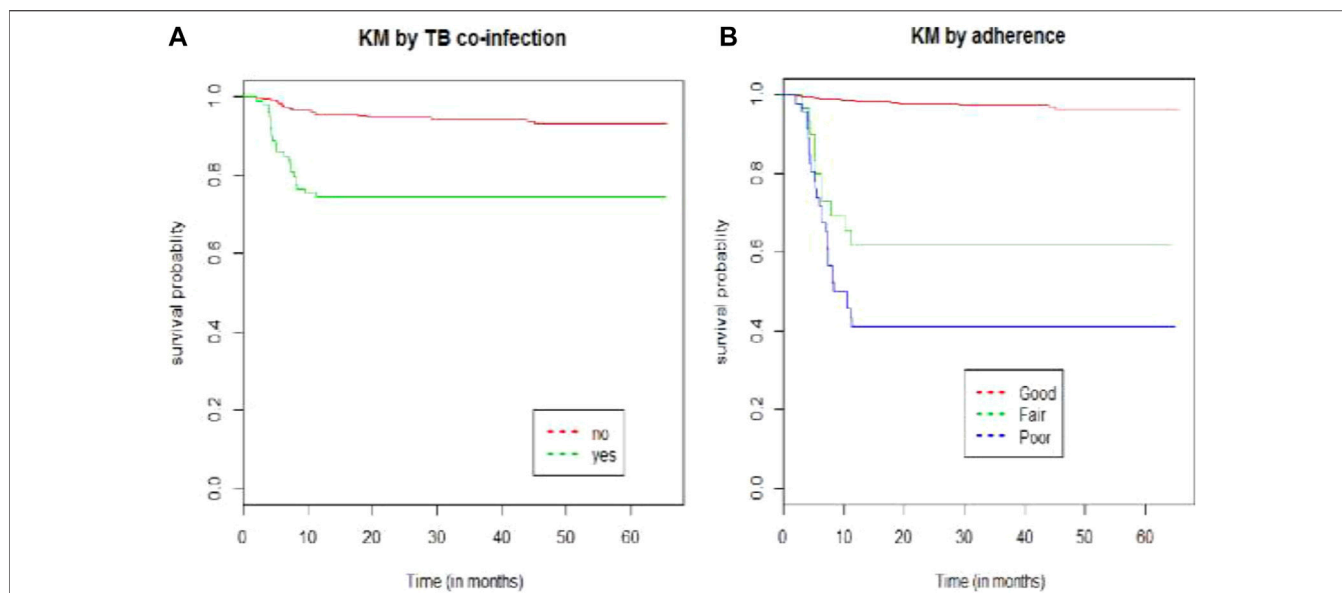 A
KM by TB co-infection
survival probablity
1.0
0.8
0.6
0.4
0.2
0.0
no
yes
0 10 20 30 40 50 60
Time (in months)
B
KM by adherence
survival probablity
1.0
0.8
0.6
0.4
0.2
0.0
Good
Fair
Poor
0 10 20 30 40 50 60
Time (in months)